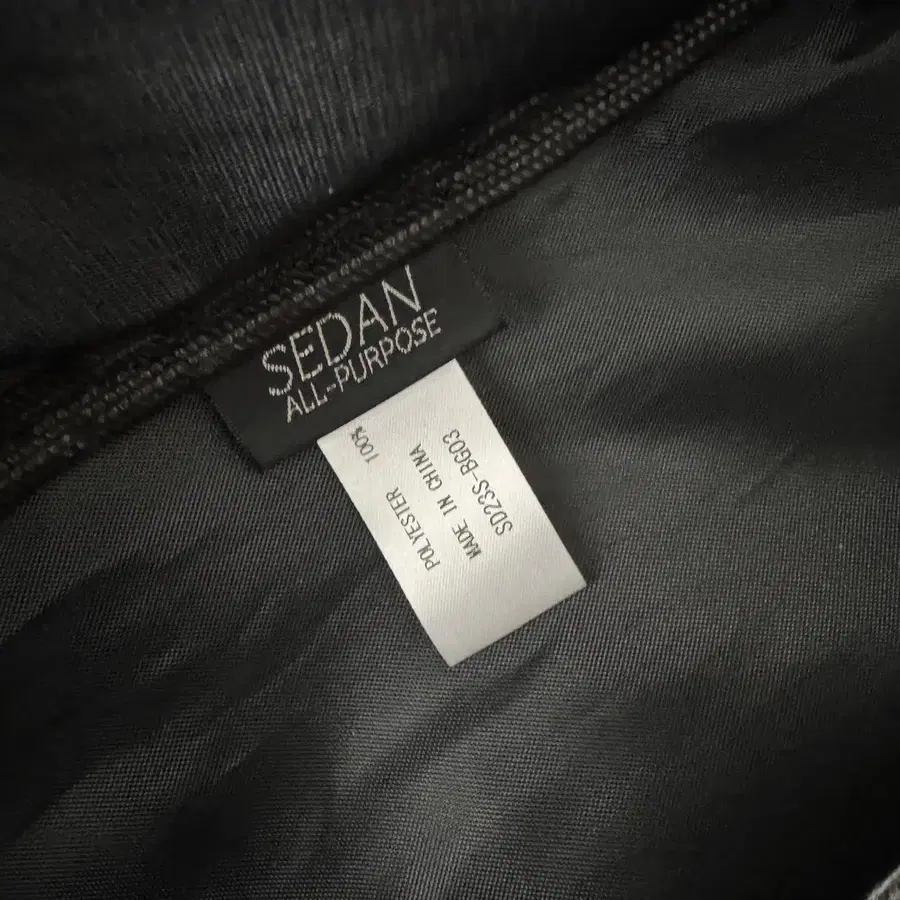 SEDAN
ALL-PURPOSE
POLYESTER 100%
MADE IN CHINA
SD23S-BG03